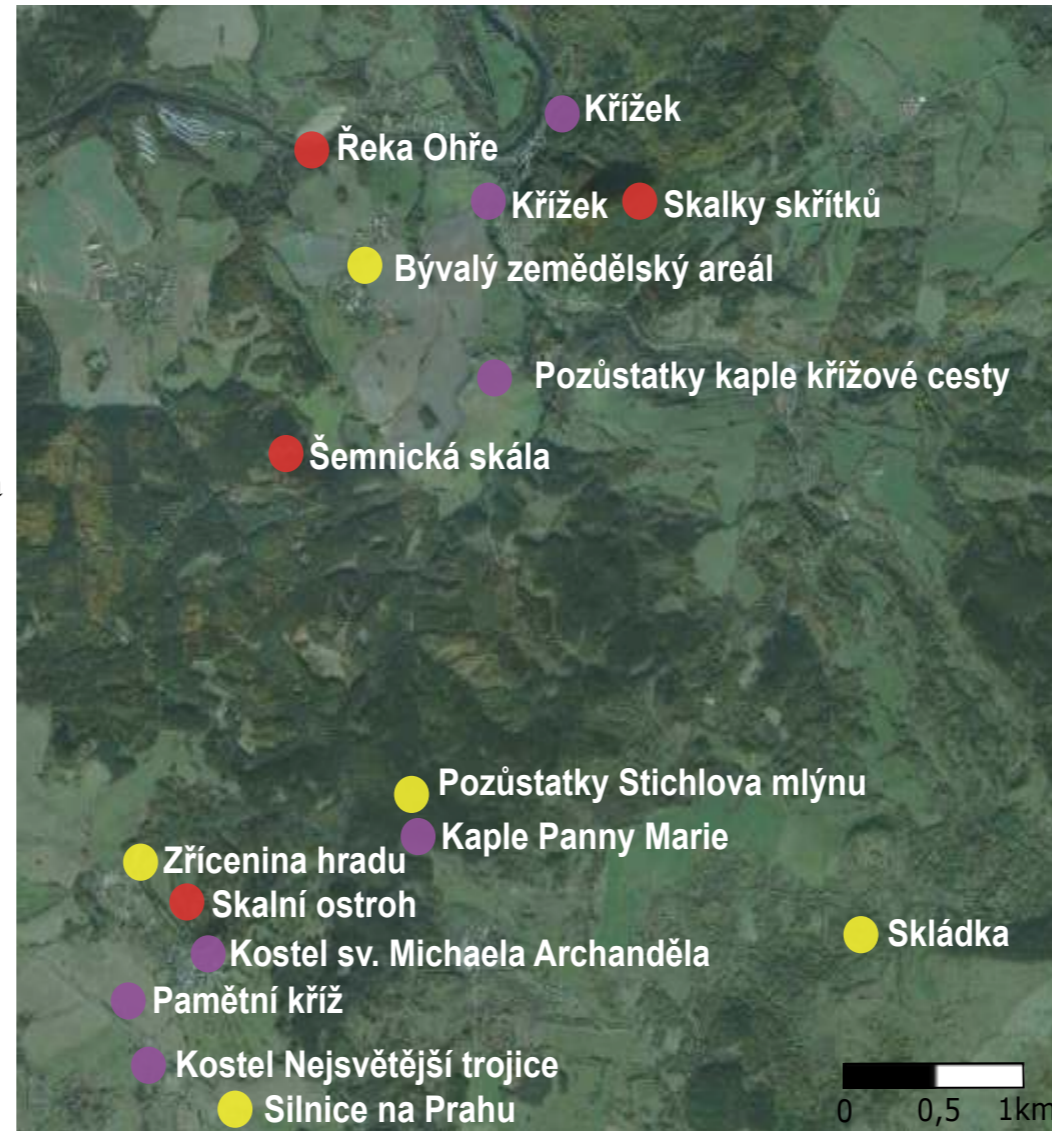 Křížek
Řeka Ohře
Křížek
Skalky skřítků
Bývalý zemědělský areál
Pozůstatky kaple křížové cesty
Šemnická skála
Pozůstatky Stichlova mlýnu
Kaple Panny Marie
Zřícenina hradu
Skalní ostroh
Skládka
Kostel sv. Michaela Archanděla
Pamětní kříž
Kostel Nejsvětější trojice
Silnice na Prahu
0 0,5 1km